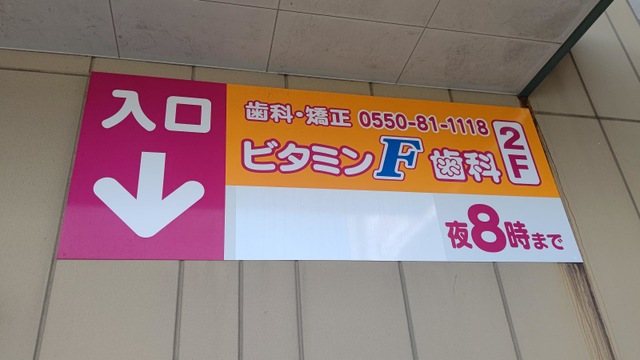 入口
歯科・矯正 0550-81-1118
ビタミンF 歯科
2F
夜8時まで